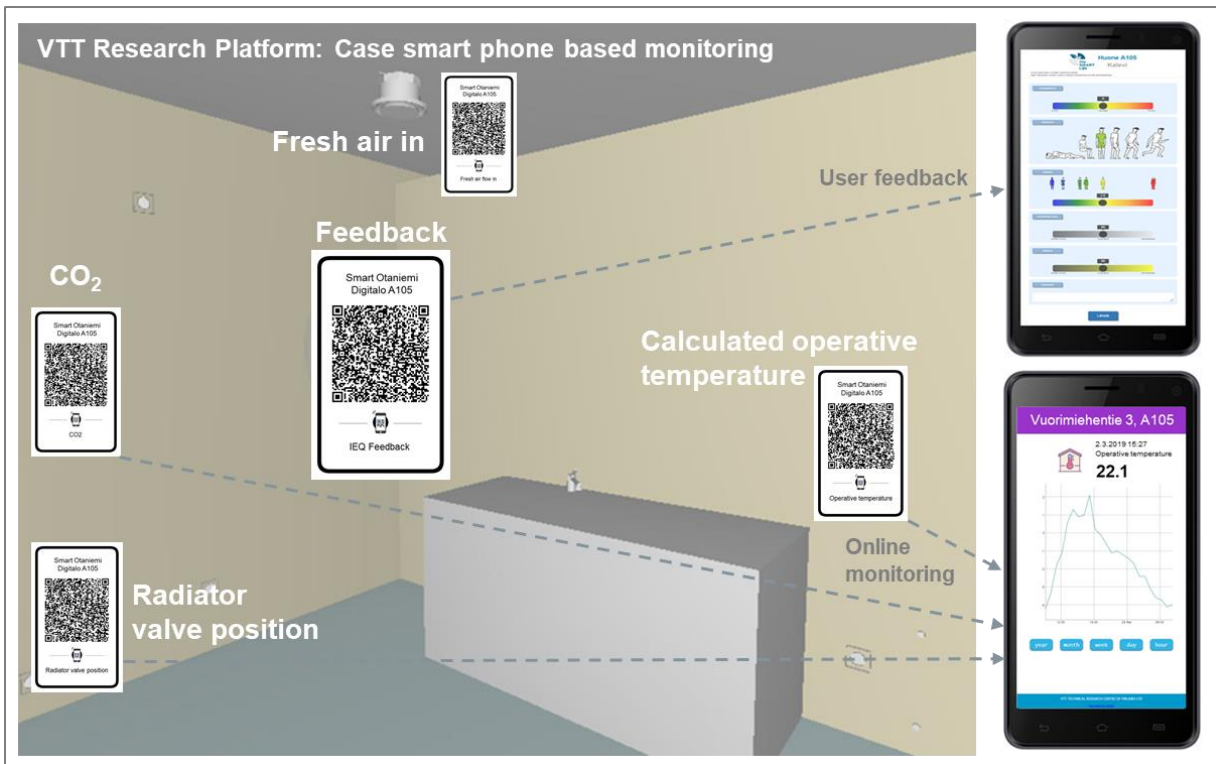 VTT Research Platform: Case smart phone based monitoring
Smart Otaniemi
Digitalo A105
Fresh air flow in
Fresh air in
Feedback
Smart Otaniemi
Digitalo A105
IEQ Feedback
CO₂
Smart Otaniemi
Digitalo A105
CO2
Smart Otaniemi
Digitalo A105
Radiator valve position
Radiator
valve position
Calculated operative
temperature
Smart Otaniemi
Digitalo A105
Operative temperature
User feedback
Online
monitoring
Huone A105
Kalevi
Vuorimiehentie 3, A105
2.3.2019 15:27
Operative temperature
22.1
year month week day hour
VTT TECHNICAL RESEARCH CENTRE OF FINLAND LTD